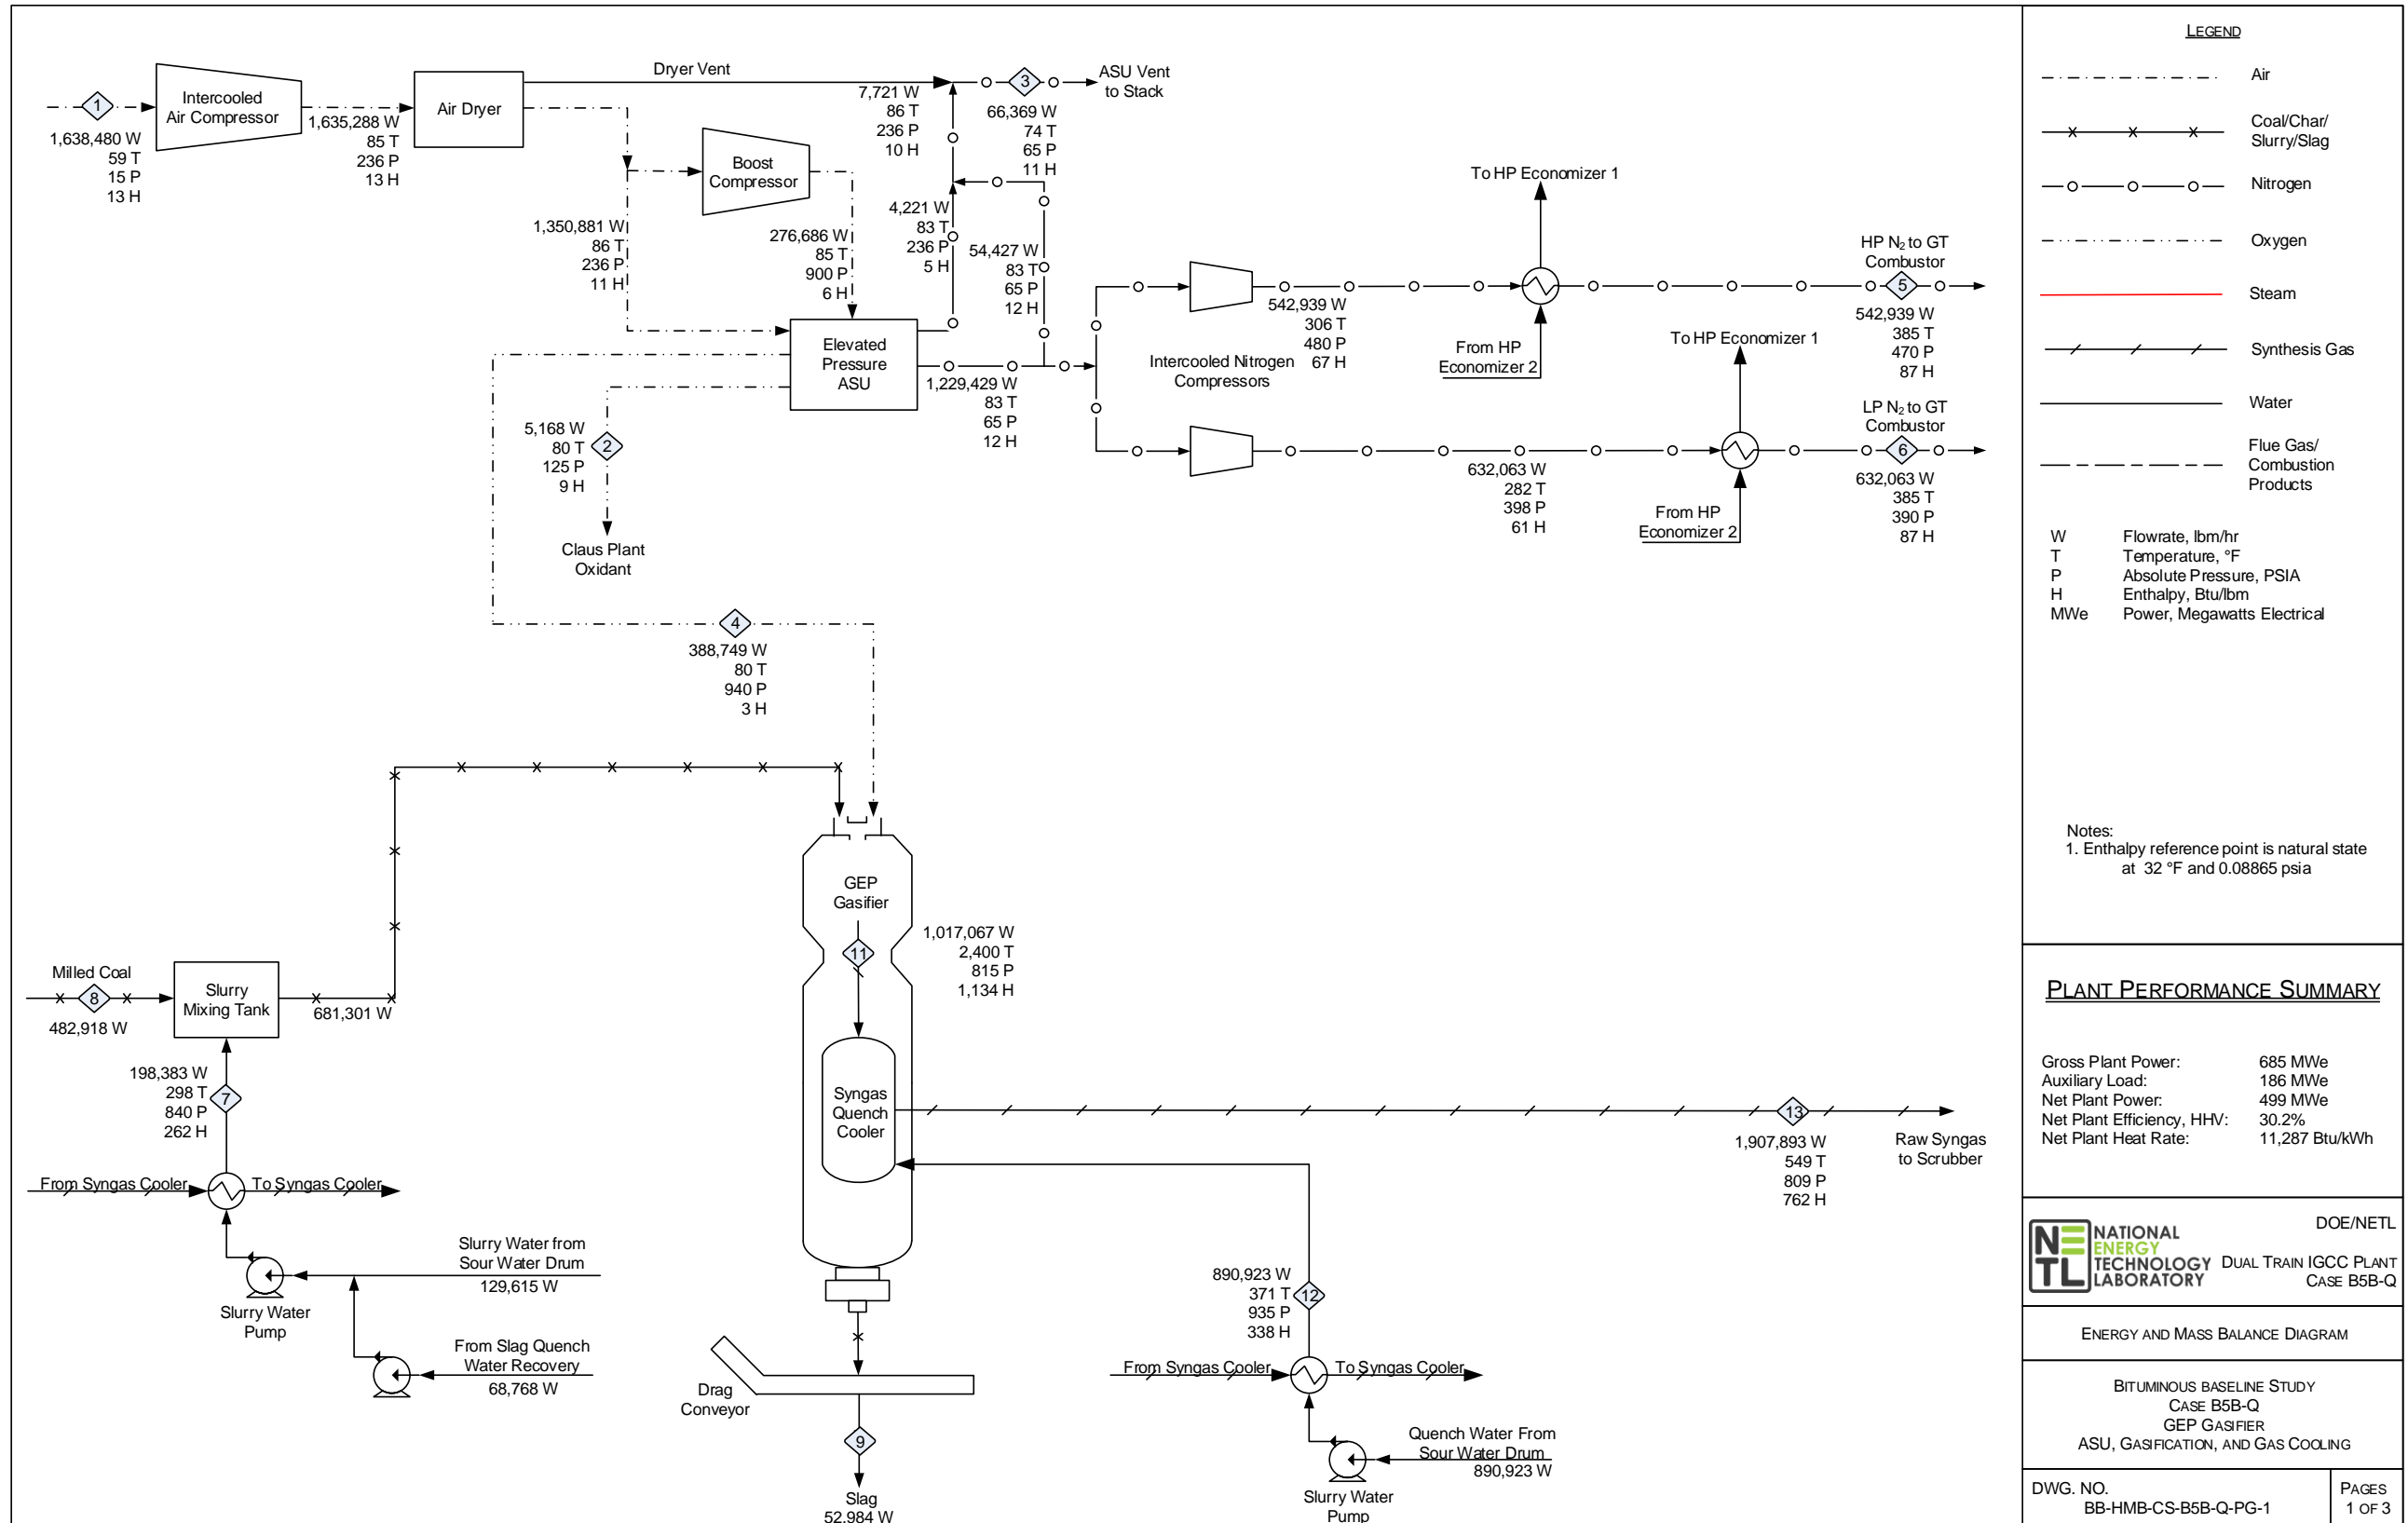 Dryer Vent
3
ASU Vent
to Stack
1
Intercooled
Air Compressor
Air Dryer
1,638,480 W
59 T
15 P
13 H
1,635,288 W
85 T
236 P
13 H
7,721 W
86 T
236 P
10 H
66,369 W
74 T
65 P
11 H
Boost
Compressor
1,350,881 W
86 T
236 P
11 H
276,686 W
85 T
900 P
6 H
4,221 W
83 T
236 P
5 H
54,427 W
83 T
65 P
12 H
To HP Economizer 1
HP N₂ to GT
Combustor
5
542,939 W
306 T
480 P
67 H
542,939 W
385 T
470 P
87 H
Intercooled Nitrogen
Compressors
From HP
Economizer 2
To HP Economizer 1
Elevated
Pressure
ASU
1,229,429 W
83 T
65 P
12 H
LP N₂ to GT
Combustor
6
632,063 W
282 T
398 P
61 H
632,063 W
385 T
390 P
87 H
From HP
Economizer 2
5,168 W
80 T
125 P
9 H
2
Claus Plant
Oxidant
4
388,749 W
80 T
940 P
3 H
GEP
Gasifier
11
1,017,067 W
2,400 T
815 P
1,134 H
Milled Coal
8
482,918 W
Slurry
Mixing Tank
681,301 W
198,383 W
298 T
840 P
262 H
7
Syngas
Quench
Cooler
13
1,907,893 W
549 T
809 P
762 H
Raw Syngas
to Scrubber
From Syngas Cooler
To Syngas Cooler
Slurry Water from
Sour Water Drum
129,615 W
Slurry Water
Pump
From Slag Quench
Water Recovery
68,768 W
890,923 W
371 T
935 P
338 H
12
From Syngas Cooler
To Syngas Cooler
Drag
Conveyor
9
Slag
52,984 W
Quench Water From
Sour Water Drum
890,923 W
Slurry Water
Pump
LEGEND
Air
Coal/Char/
Slurry/Slag
Nitrogen
Oxygen
Steam
Synthesis Gas
Water
Flue Gas/
Combustion
Products
W Flowrate, lbm/hr
T Temperature, °F
P Absolute Pressure, PSIA
H Enthalpy, Btu/lbm
MWe Power, Megawatts Electrical
Notes:
1. Enthalpy reference point is natural state
at 32 °F and 0.08865 psia
PLANT PERFORMANCE SUMMARY
Gross Plant Power: 685 MWe
Auxiliary Load: 186 MWe
Net Plant Power: 499 MWe
Net Plant Efficiency, HHV: 30.2%
Net Plant Heat Rate: 11,287 Btu/kWh
NETL
NATIONAL
ENERGY
TECHNOLOGY
LABORATORY
DOE/NETL
DUAL TRAIN IGCC PLANT
CASE B5B-Q
ENERGY AND MASS BALANCE DIAGRAM
BITUMINOUS BASELINE STUDY
CASE B5B-Q
GEP GASIFIER
ASU, GASIFICATION, AND GAS COOLING
DWG. NO.
BB-HMB-CS-B5B-Q-PG-1
PAGES
1 OF 3